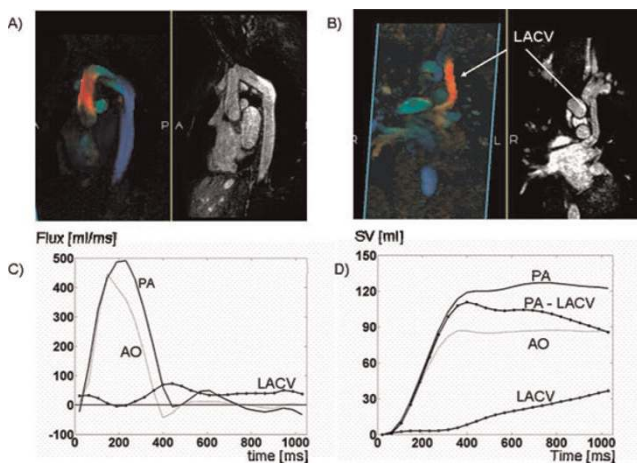 A)
B)
LACV
A
P
A
R
L
R
Flux [ml/ms]
SV [ml]
C)
500
400
300
200
100
0
-100
PA
AO
LACV
0
200
400
600
800
1000
time [ms]
D)
150
120
90
60
30
0
PA
PA - LACV
AO
LACV
0
200
400
600
800
1000
Time [ms]